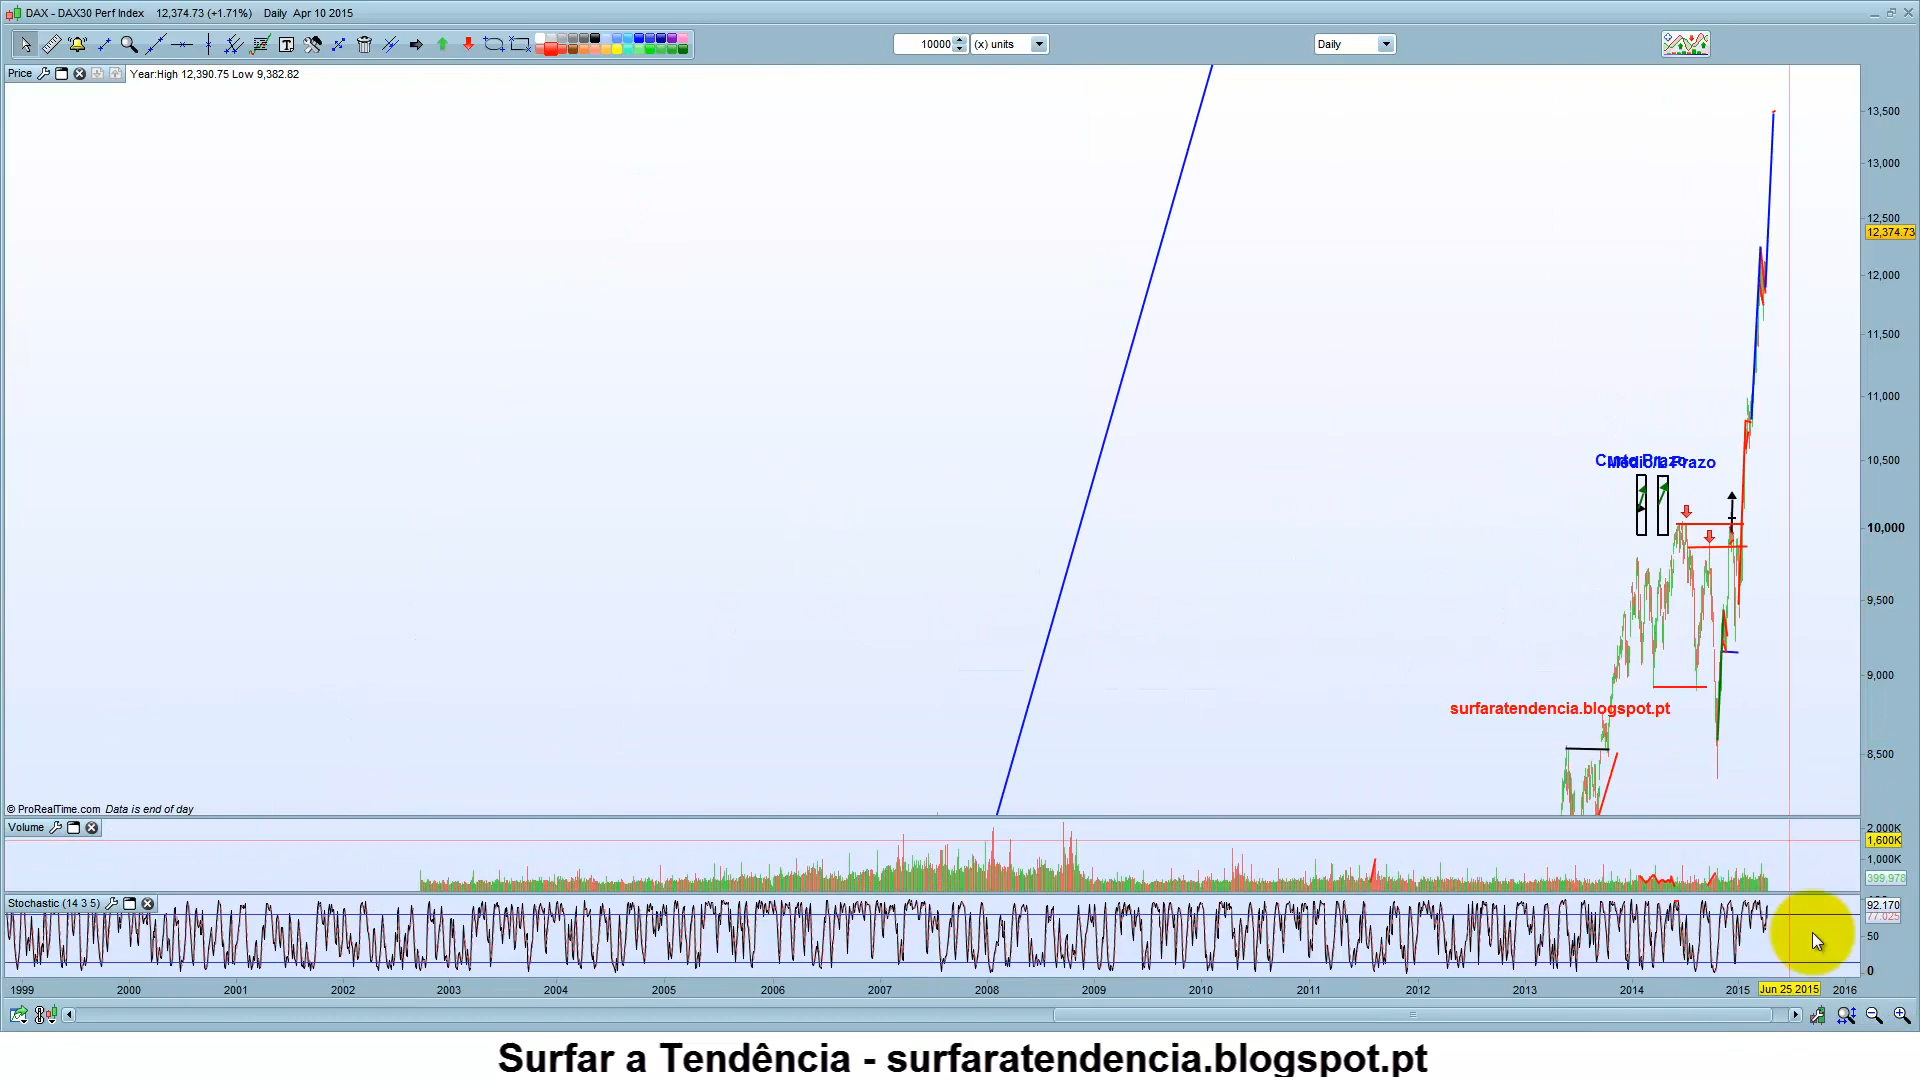 DAX - DAX30 Perf Index 12,374.73 (+1.71%) Daily Apr 10 2015
10000 (x) units Daily
Price Year:High 12,390.75 Low 9,382.82
13,500
13,000
12,500
12,374.73
12,000
11,500
11,000
10,500
Prazo
10,000
9,500
9,000
surfaratendencia.blogspot.pt
8,500
© ProRealTime.com Data is end of day
Volume
2,000K
1,600K
1,000K
399.978
Stochastic (14 3 5)
92.170
77.025
50
0
1999 2000 2001 2002 2003 2004 2005 2006 2007 2008 2009 2010 2011 2012 2013 2014 2015 Jun 25 2015 2016
Surfar a Tendência - surfaratendencia.blogspot.pt